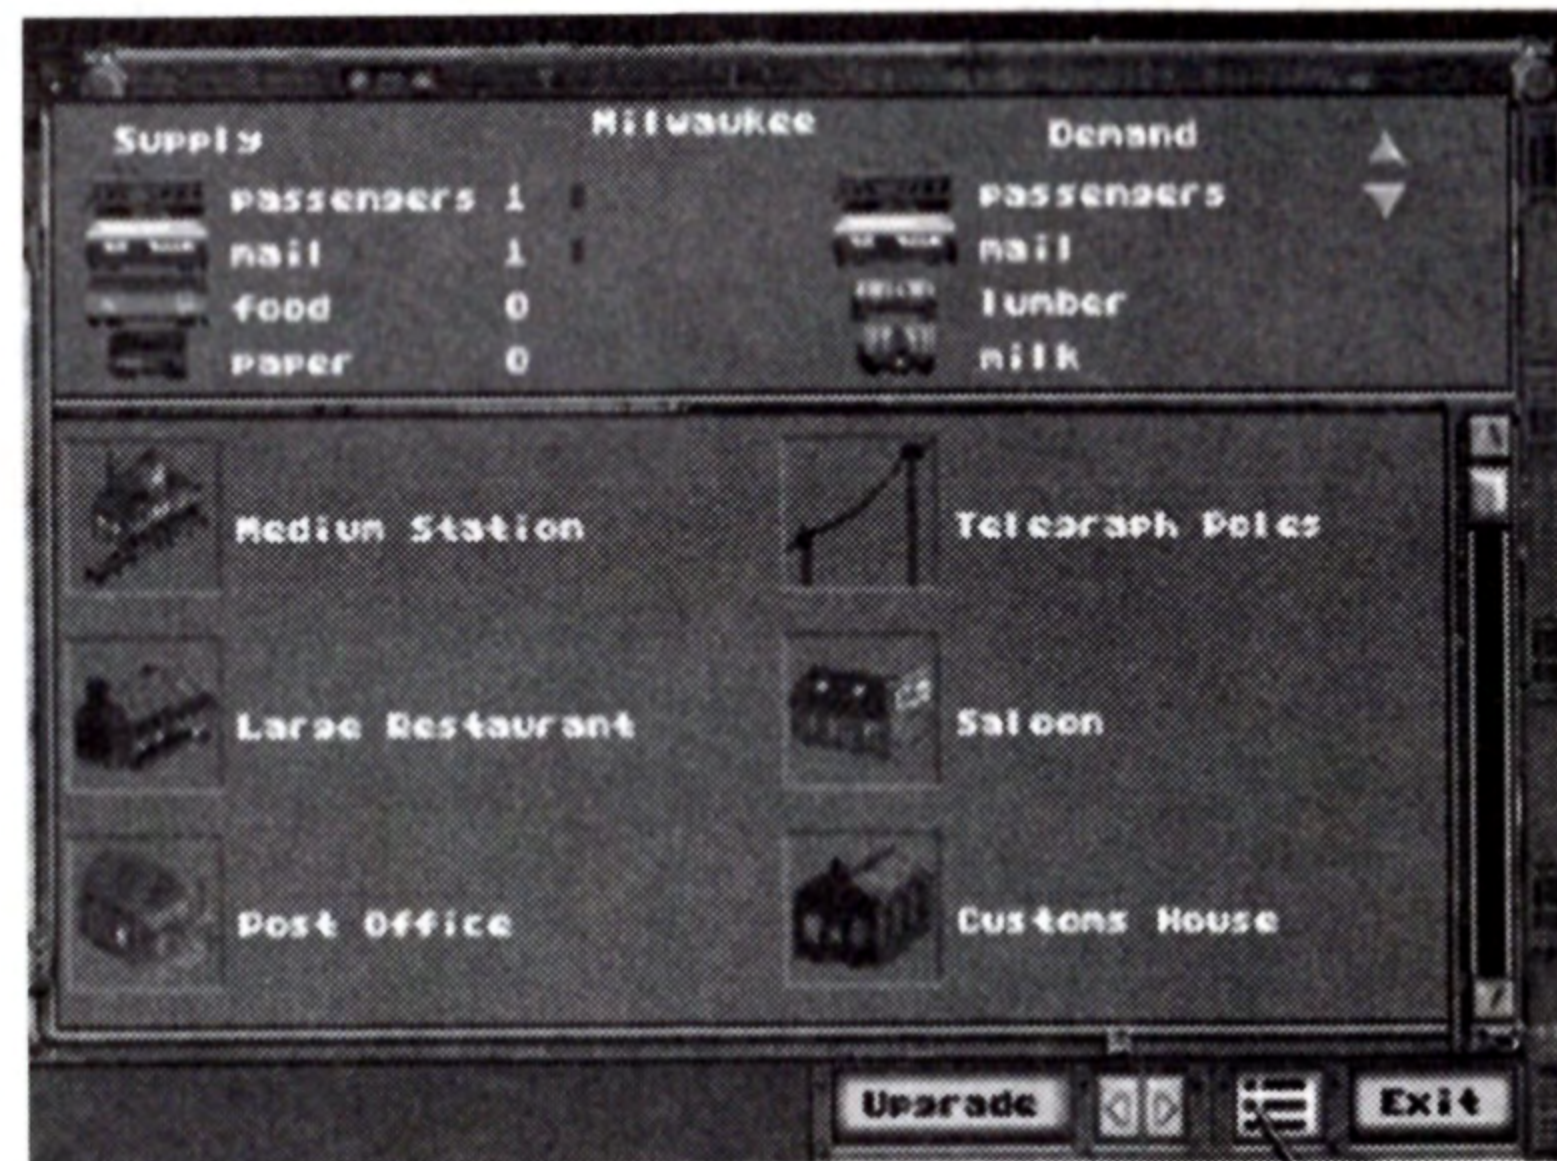 Milwaukee
Supply Demand
passengers 1 passengers
mail 1 mail
food 0 lumber
paper 0 milk
Medium Station Telegraph Poles
Large Restaurant Saloon
Post Office Customs House
Upgrade Exit